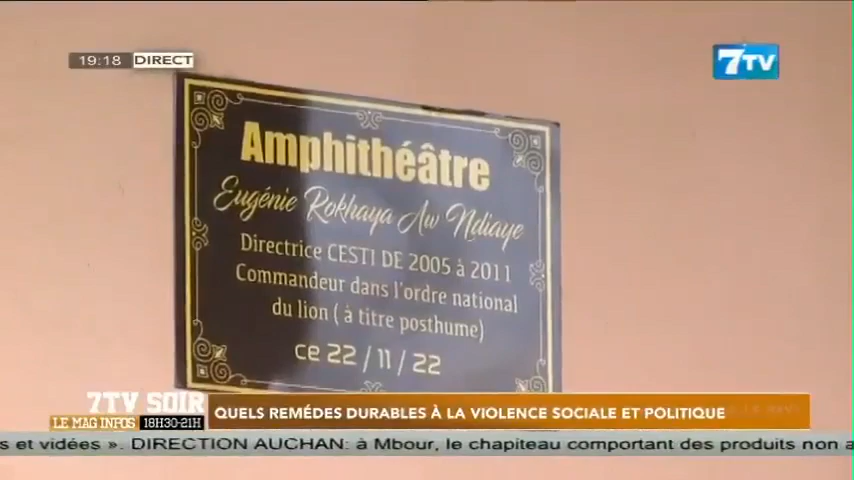 19:18 DIRECT
7TV
Amphithéâtre
Eugénie Rokhaya Aw Ndiaye
Directrice CESTI DE 2005 à 2011
Commandeur dans l'ordre national
du lion ( à titre posthume)
ce 22 / 11 / 22
7TV SOIR
LE MAG INFOS 18H30-21H
QUELS REMÉDES DURABLES À LA VIOLENCE SOCIALE ET POLITIQUE
s et vidées ». DIRECTION AUCHAN: à Mbour, le chapiteau comportant des produits non a